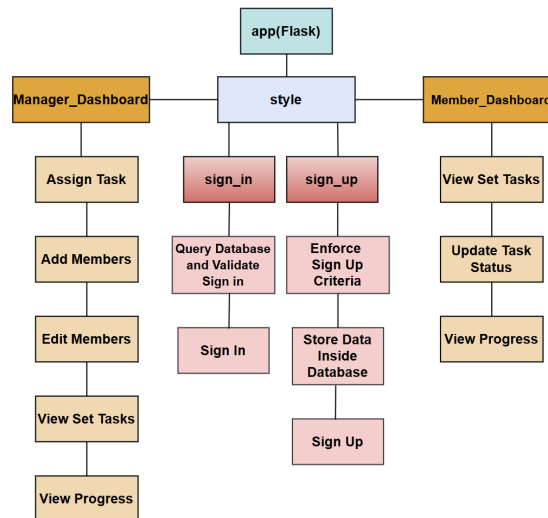 app(Flask)
Manager_Dashboard
style
Member_Dashboard
Assign Task
sign_in
sign_up
View Set Tasks
Add Members
Query Database
and Validate
Sign in
Enforce
Sign Up
Criteria
Update Task
Status
Edit Members
Sign In
Store Data
Inside
Database
View Progress
View Set Tasks
Sign Up
View Progress